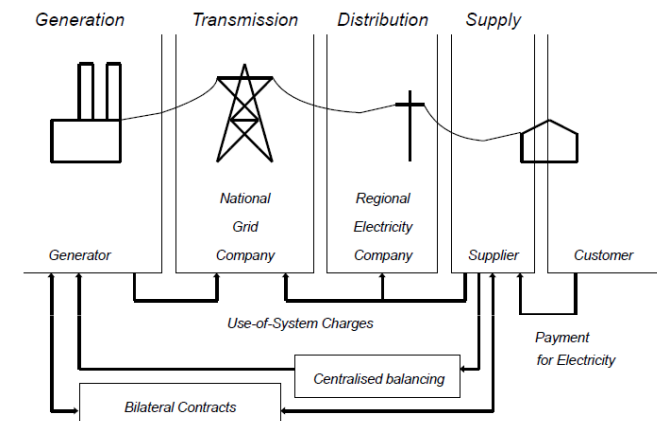 Generation
Transmission
Distribution
Supply
National
Grid
Company
Regional
Electricity
Company
Generator
Supplier
Customer
Use-of-System Charges
Payment
for Electricity
Centralised balancing
Bilateral Contracts